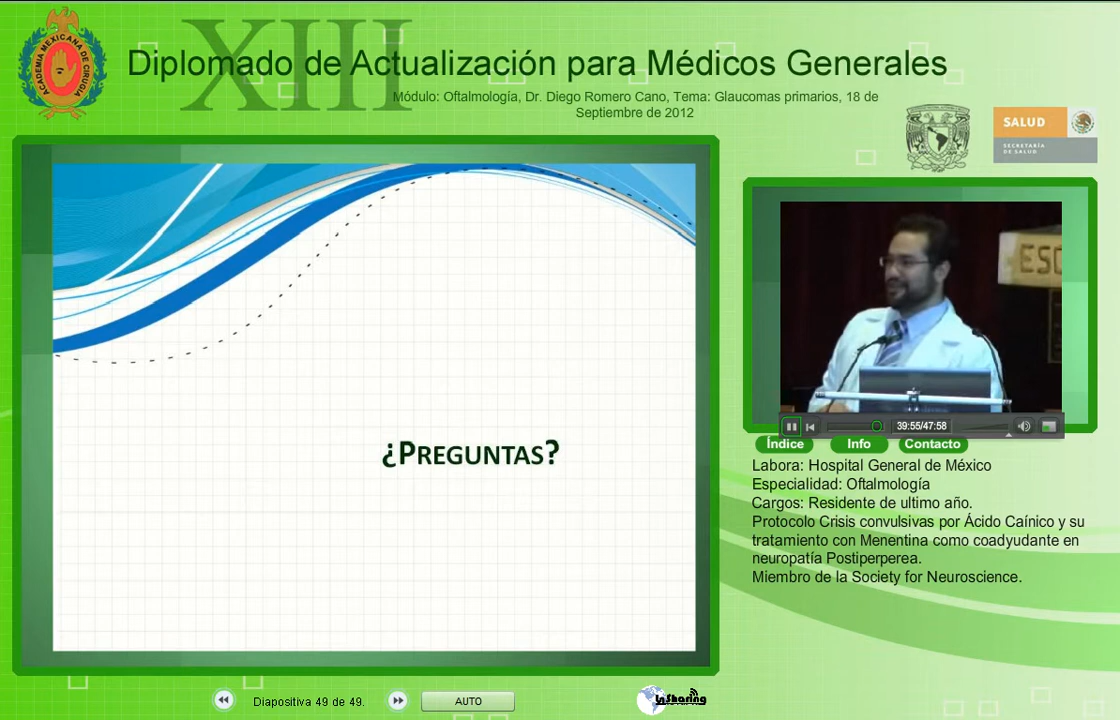 XIII
Diplomado de Actualización para Médicos Generales
Módulo: Oftalmología, Dr. Diego Romero Cano, Tema: Glaucomas primarios, 18 de
Septiembre de 2012
ACADEMIA MEXICANA DE CIRUGIA
SALUD
SECRETARÍA
DE SALUD
¿PREGUNTAS?
ESC
39:55/47:58
Índice
Info
Contacto
Labora: Hospital General de México
Especialidad: Oftalmología
Cargos: Residente de ultimo año.
Protocolo Crisis convulsivas por Ácido Caínico y su
tratamiento con Menentina como coadyudante en
neuropatía Postiperperea.
Miembro de la Society for Neuroscience.
Diapositiva 49 de 49.
AUTO
InSharing